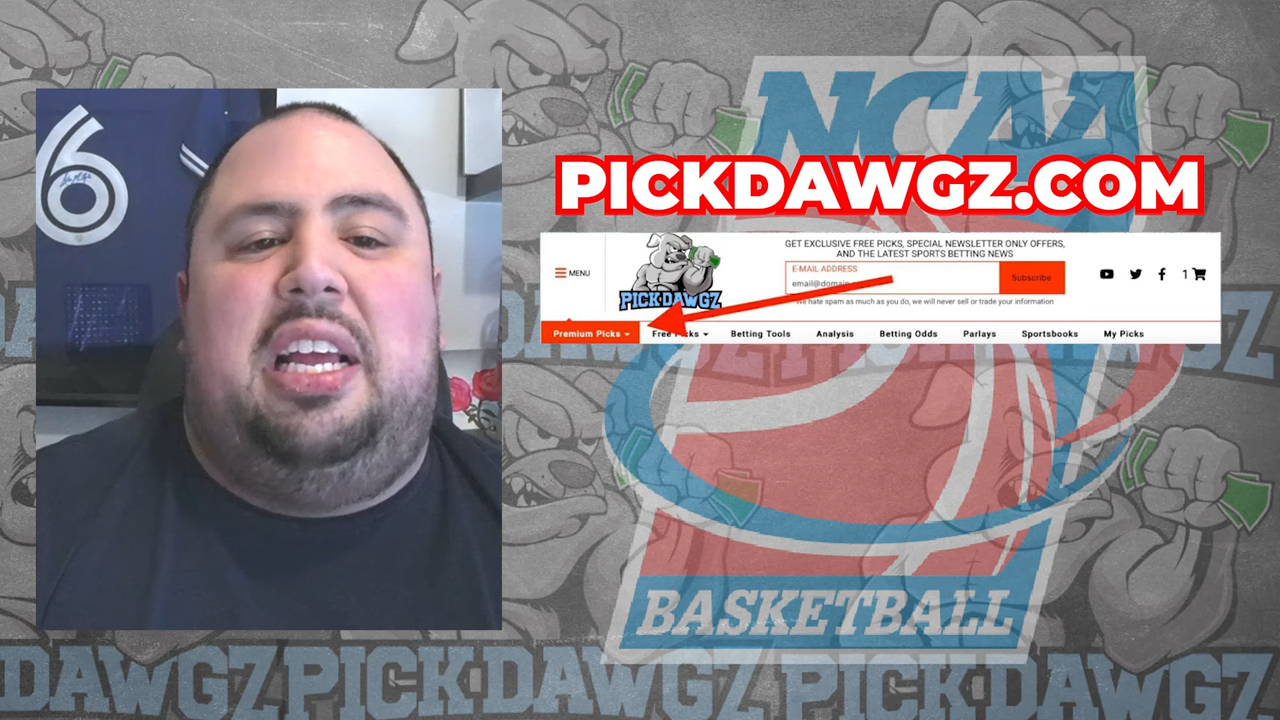 6
NCAA
PICKDAWGZ.COM
GET EXCLUSIVE FREE PICKS, SPECIAL NEWSLETTER ONLY OFFERS,
AND THE LATEST SPORTS BETTING NEWS
MENU
E-MAIL ADDRESS
email@domain
Subscribe
1
PICKDAWGZ
We hate spam as much as you do, we will never sell or trade your information
Premium Picks
Free Picks
Betting Tools
Analysis
Betting Odds
Parlays
Sportsbooks
My Picks
BASKETBALL
DAWGZ PICKDAWGZ PICKDAWGZ